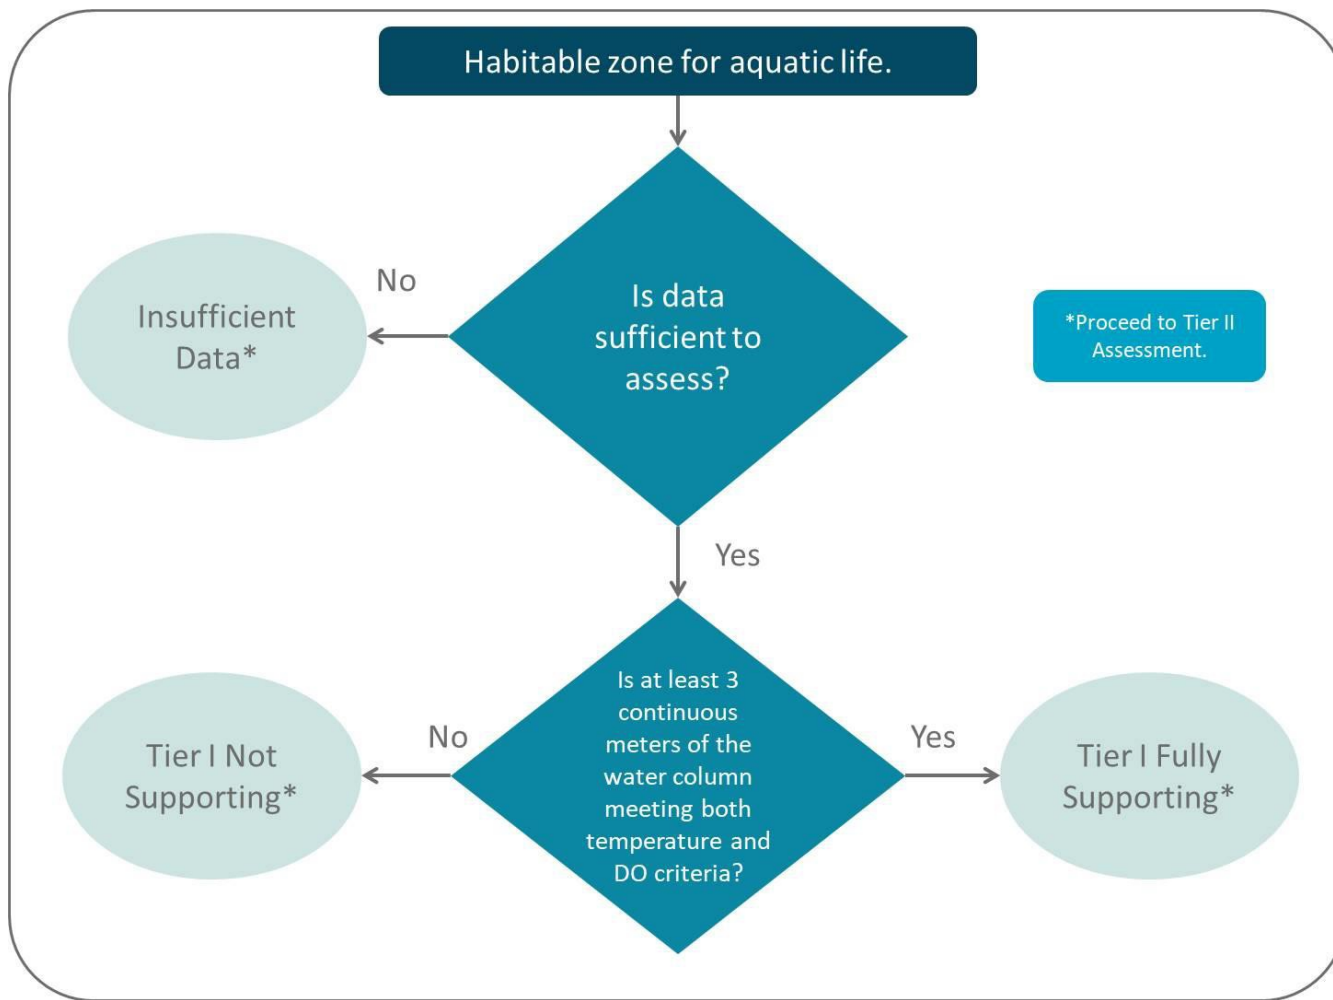 Habitable zone for aquatic life.
No
Insufficient
Data*
Is data
sufficient to
assess?
*Proceed to Tier II
Assessment.
Yes
No
Tier I Not
Supporting*
Is at least 3
continuous
meters of the
water column
meeting both
temperature and
DO criteria?
Yes
Tier I Fully
Supporting*